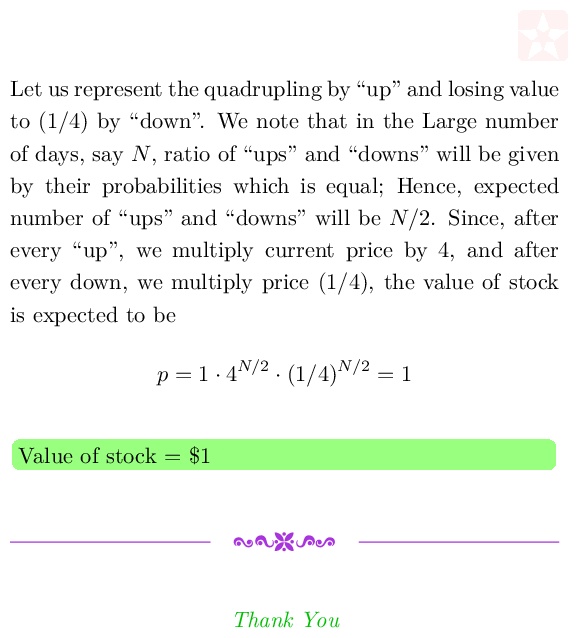 Let us represent the quadrupling by “up” and losing value
to (1/4) by “down”. We note that in the Large number
of days, say N, ratio of “ups” and “downs” will be given
by their probabilities which is equal; Hence, expected
number of “ups” and “downs” will be N/2. Since, after
every “up”, we multiply current price by 4, and after
every down, we multiply price (1/4), the value of stock
is expected to be
p = 1 · 4^{N/2} · (1/4)^{N/2} = 1
Value of stock = $1
Thank You